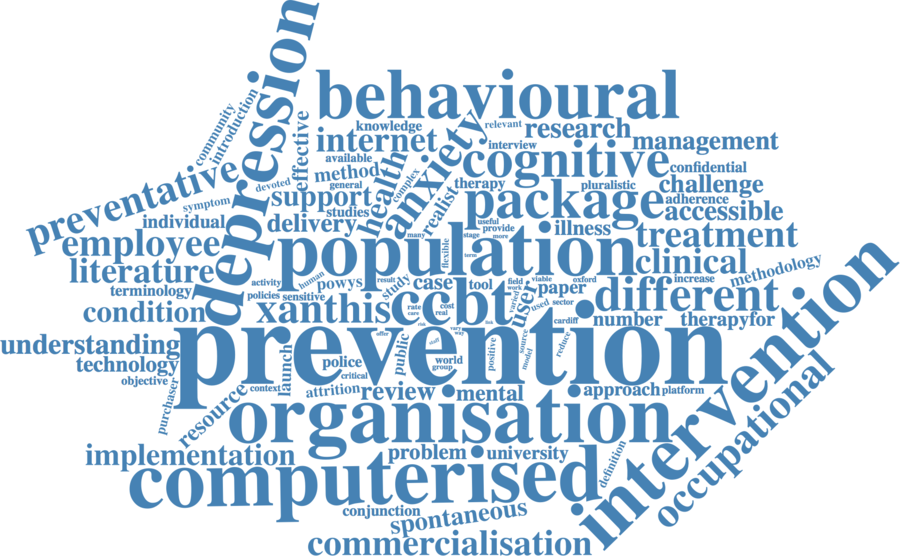 depression
behavioural
community
introduction
effective
knowledge
relevant
research
internet
interview
management
available
method
health
anxiety
cognitive
confidential
preventative
devoted
general
complex
therapy
pluralistic
challenge
symptom
support
realist
package
adherence
accessible
individual
studies
delivery
useful
provide
illness
employee
many
stage
more
population
treatment
literature
flexible
term
clinical
methodology
terminology
activity
human
powys
result
study
case
tool
field
work
viable
oxford
increase
policies
sensitive
paper
different
condition
xanthis
rate
care
ccbt
cost
real
varied
user
used
sector
number
therapyfor
understanding
prevention
risk
offer
staff
vary
way
link
cardiff
technology
objective
launch
police
public
world
group
positive
source
model
reduce
intervention
purchaser
resource
context
critical
attrition
review
mental
approach
platform
organisation
occupational
implementation
problem
university
definition
computerised
conjunction
spontaneous
commercialisation